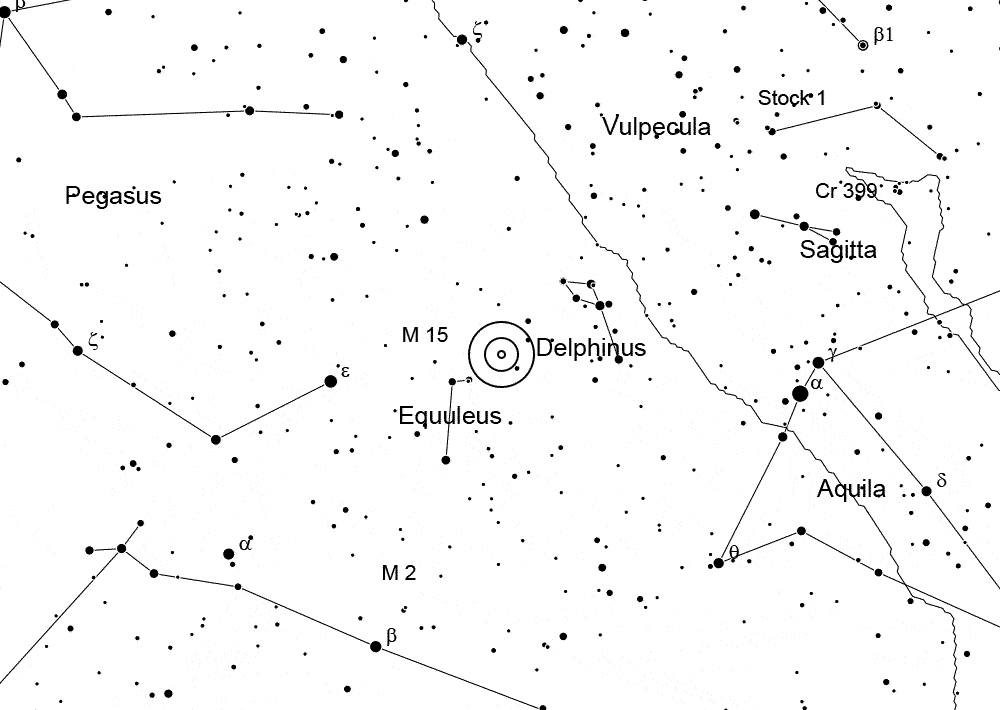 β
ζ
β1
Stock 1
Vulpecula
Pegasus
Cr 399
Sagitta
M 15
ζ
Delphinus
γ
ε
α
Equuleus
δ
Aquila
α
θ
M 2
β